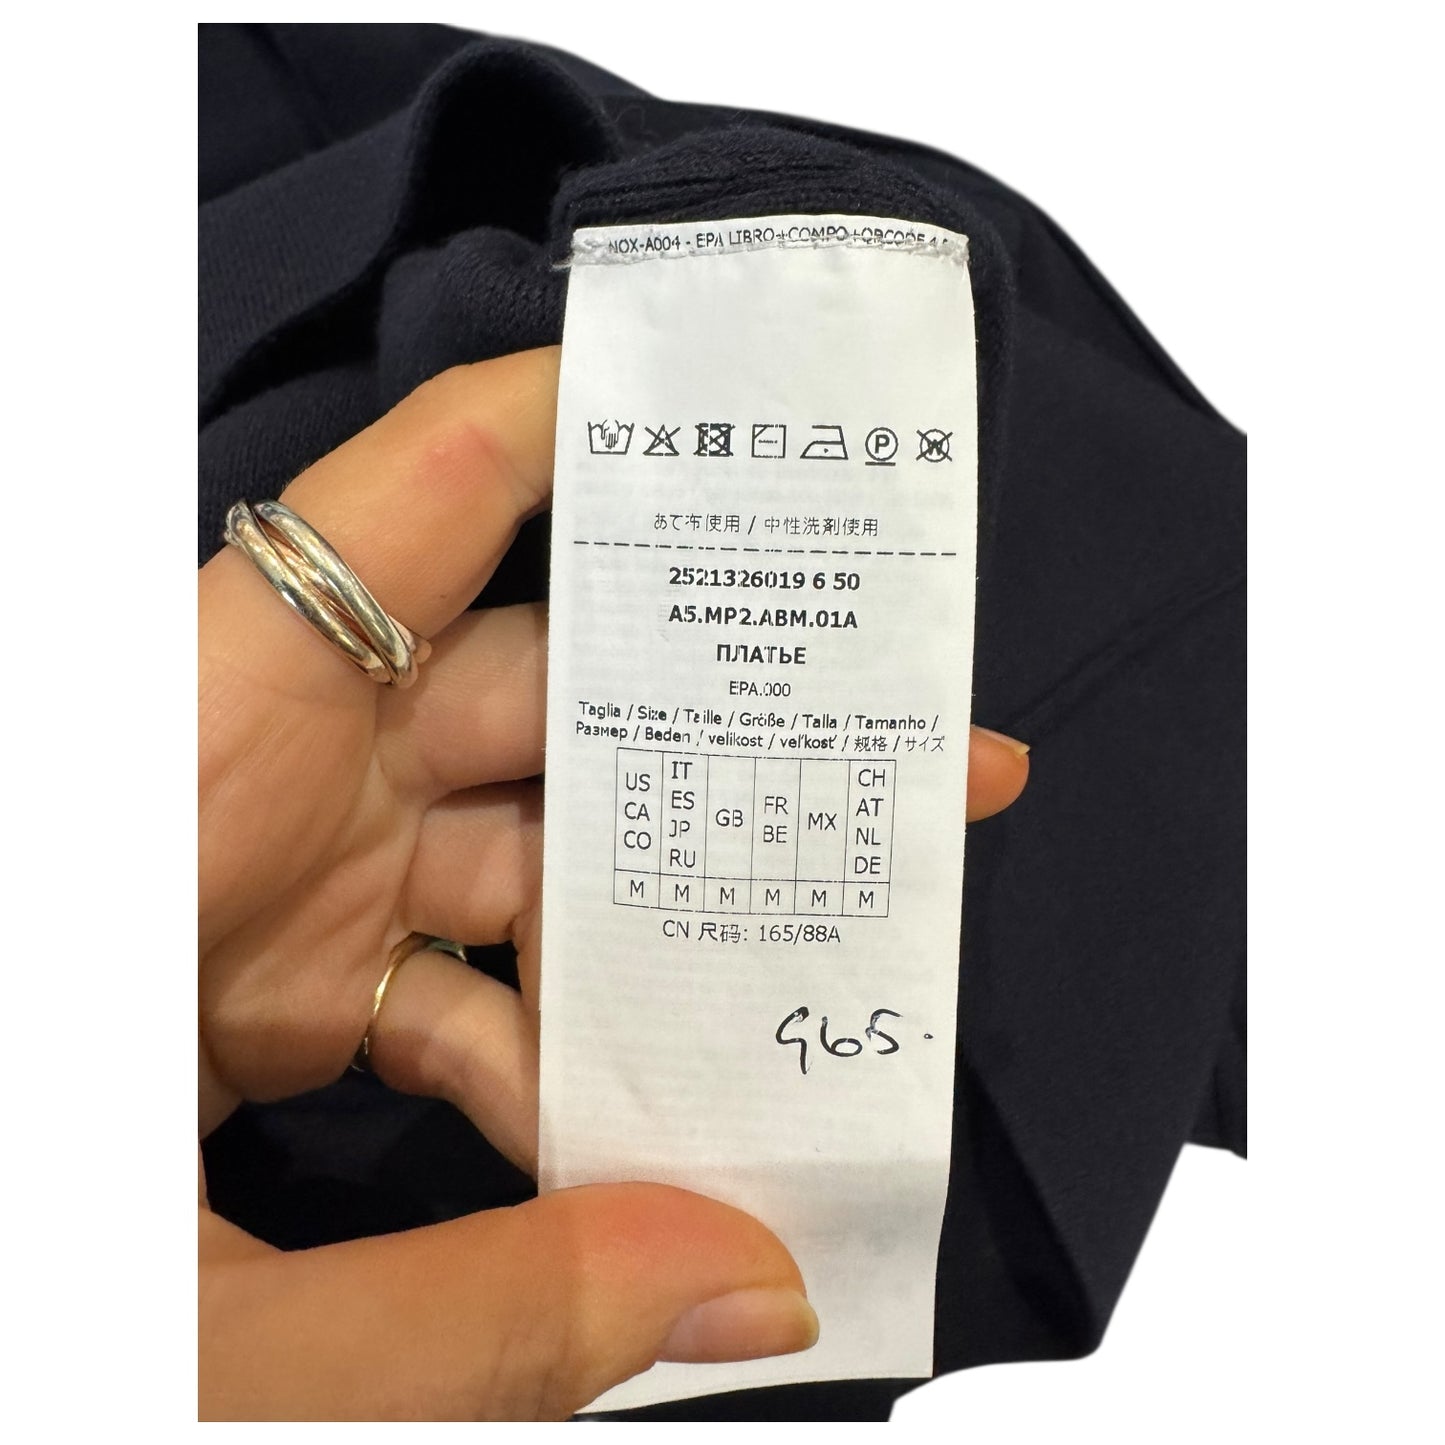 NOX-A004 - EPA LIBRO+COMPO+QRCODE
P
W
あて布使用 / 中性洗剤使用
2521326019 6 50
A5.MP2.ABM.01A
ПЛАТЬЕ
EPA.000
Taglia / Size / Taille / Größe / Talla / Tamanho /
Размер / Beden / velikost / veľkosť / 规格 / サイズ
US CA CO IT ES JP RU GB FR BE MX CH AT NL DE
M M M M M M
CN 尺码: 165/88A
965.